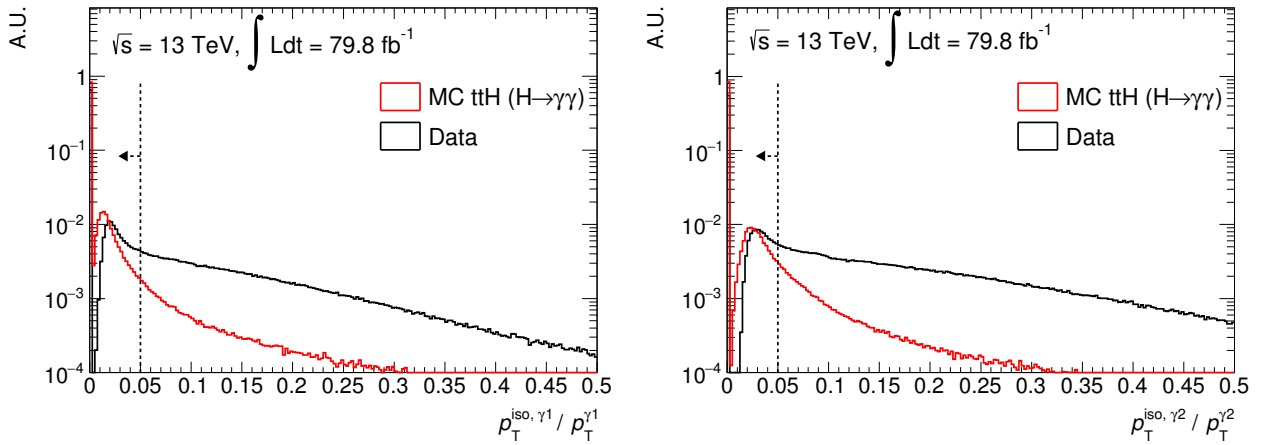 A.U.
√s = 13 TeV, ∫ Ldt = 79.8 fb⁻¹
MC ttH (H→γγ)
Data
1
10⁻¹
10⁻²
10⁻³
10⁻⁴
0 0.05 0.1 0.15 0.2 0.25 0.3 0.35 0.4 0.45 0.5
p_T^{iso, γ1} / p_T^{γ1}
A.U.
√s = 13 TeV, ∫ Ldt = 79.8 fb⁻¹
MC ttH (H→γγ)
Data
1
10⁻¹
10⁻²
10⁻³
10⁻⁴
0 0.05 0.1 0.15 0.2 0.25 0.3 0.35 0.4 0.45 0.5
p_T^{iso, γ2} / p_T^{γ2}